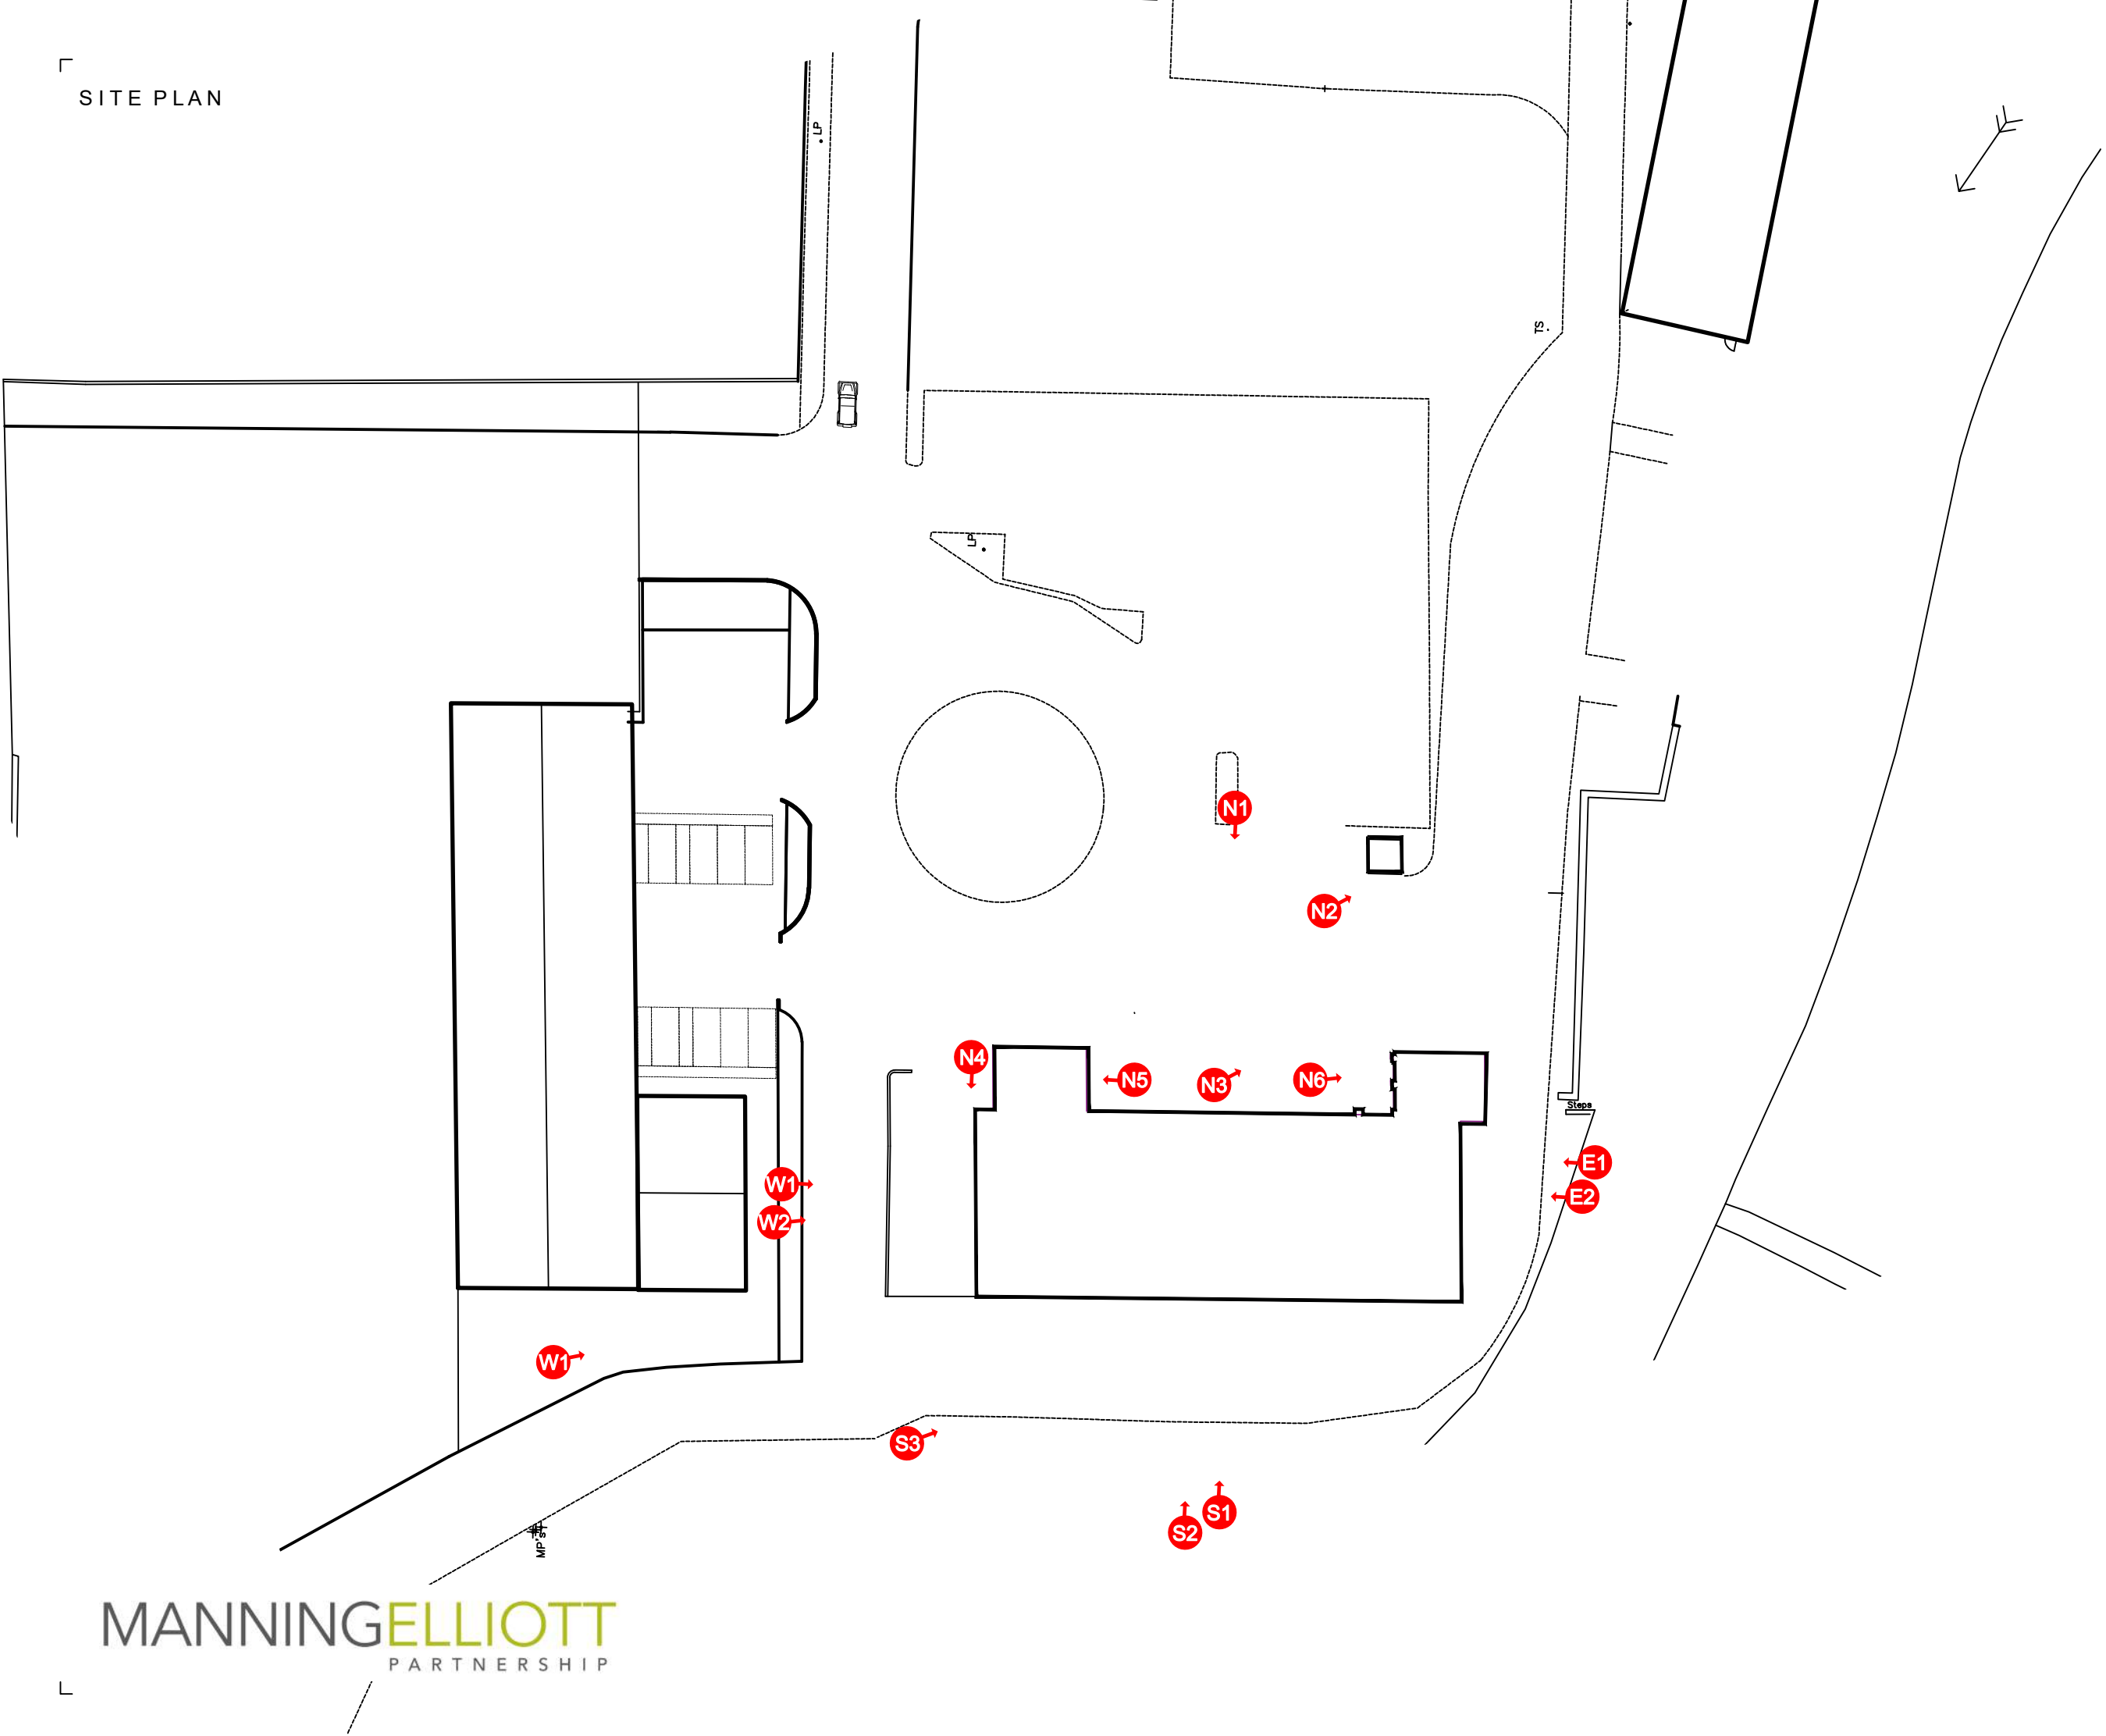 SITE PLAN
LP
TS
LP
N1
N2
N4
N5
N3
N6
Steps
E1
W1
E2
W2
W1
S3
S1
S2
MP's
MANNINGELLIOTT
PARTNERSHIP